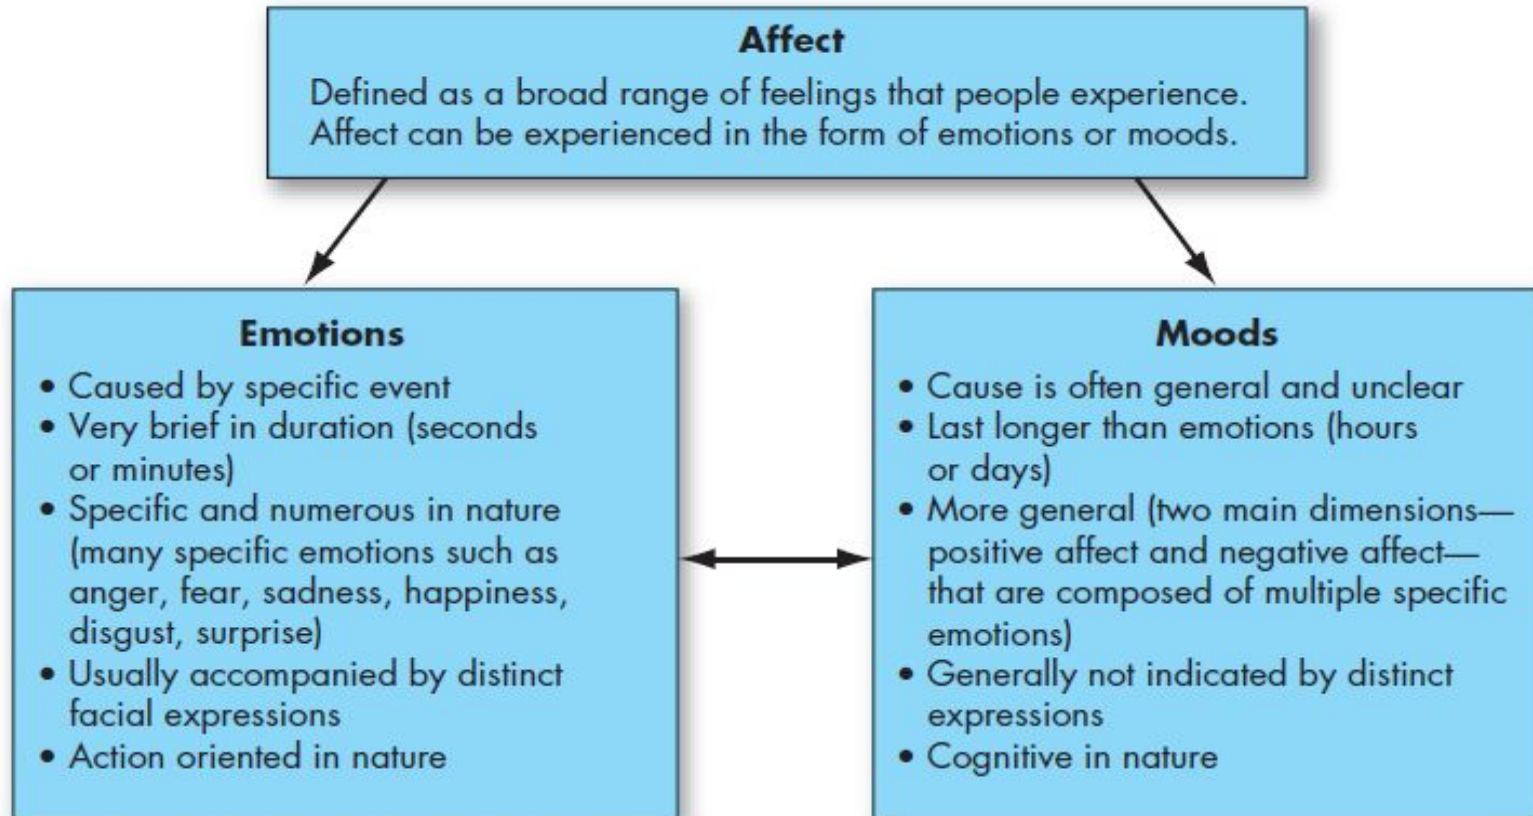 Affect
Defined as a broad range of feelings that people experience.
Affect can be experienced in the form of emotions or moods.
Emotions
• Caused by specific event
• Very brief in duration (seconds
or minutes)
• Specific and numerous in nature
(many specific emotions such as
anger, fear, sadness, happiness,
disgust, surprise)
• Usually accompanied by distinct
facial expressions
• Action oriented in nature
Moods
• Cause is often general and unclear
• Last longer than emotions (hours
or days)
• More general (two main dimensions—
positive affect and negative affect—
that are composed of multiple specific
emotions)
• Generally not indicated by distinct
expressions
• Cognitive in nature